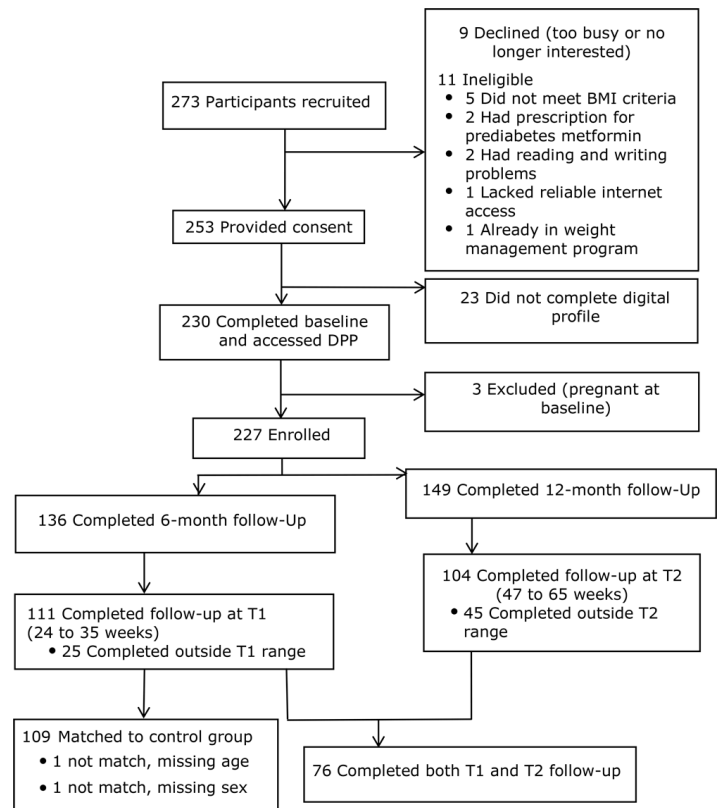 9 Declined (too busy or no
longer interested)
11 Ineligible
• 5 Did not meet BMI criteria
• 2 Had prescription for
prediabetes metformin
• 2 Had reading and writing
problems
• 1 Lacked reliable internet
access
• 1 Already in weight
management program
273 Participants recruited
253 Provided consent
23 Did not complete digital
profile
230 Completed baseline
and accessed DPP
3 Excluded (pregnant at
baseline)
227 Enrolled
149 Completed 12-month follow-Up
136 Completed 6-month follow-Up
104 Completed follow-up at T2
(47 to 65 weeks)
• 45 Completed outside T2
range
111 Completed follow-up at T1
(24 to 35 weeks)
• 25 Completed outside T1 range
109 Matched to control group
• 1 not match, missing age
• 1 not match, missing sex
76 Completed both T1 and T2 follow-up